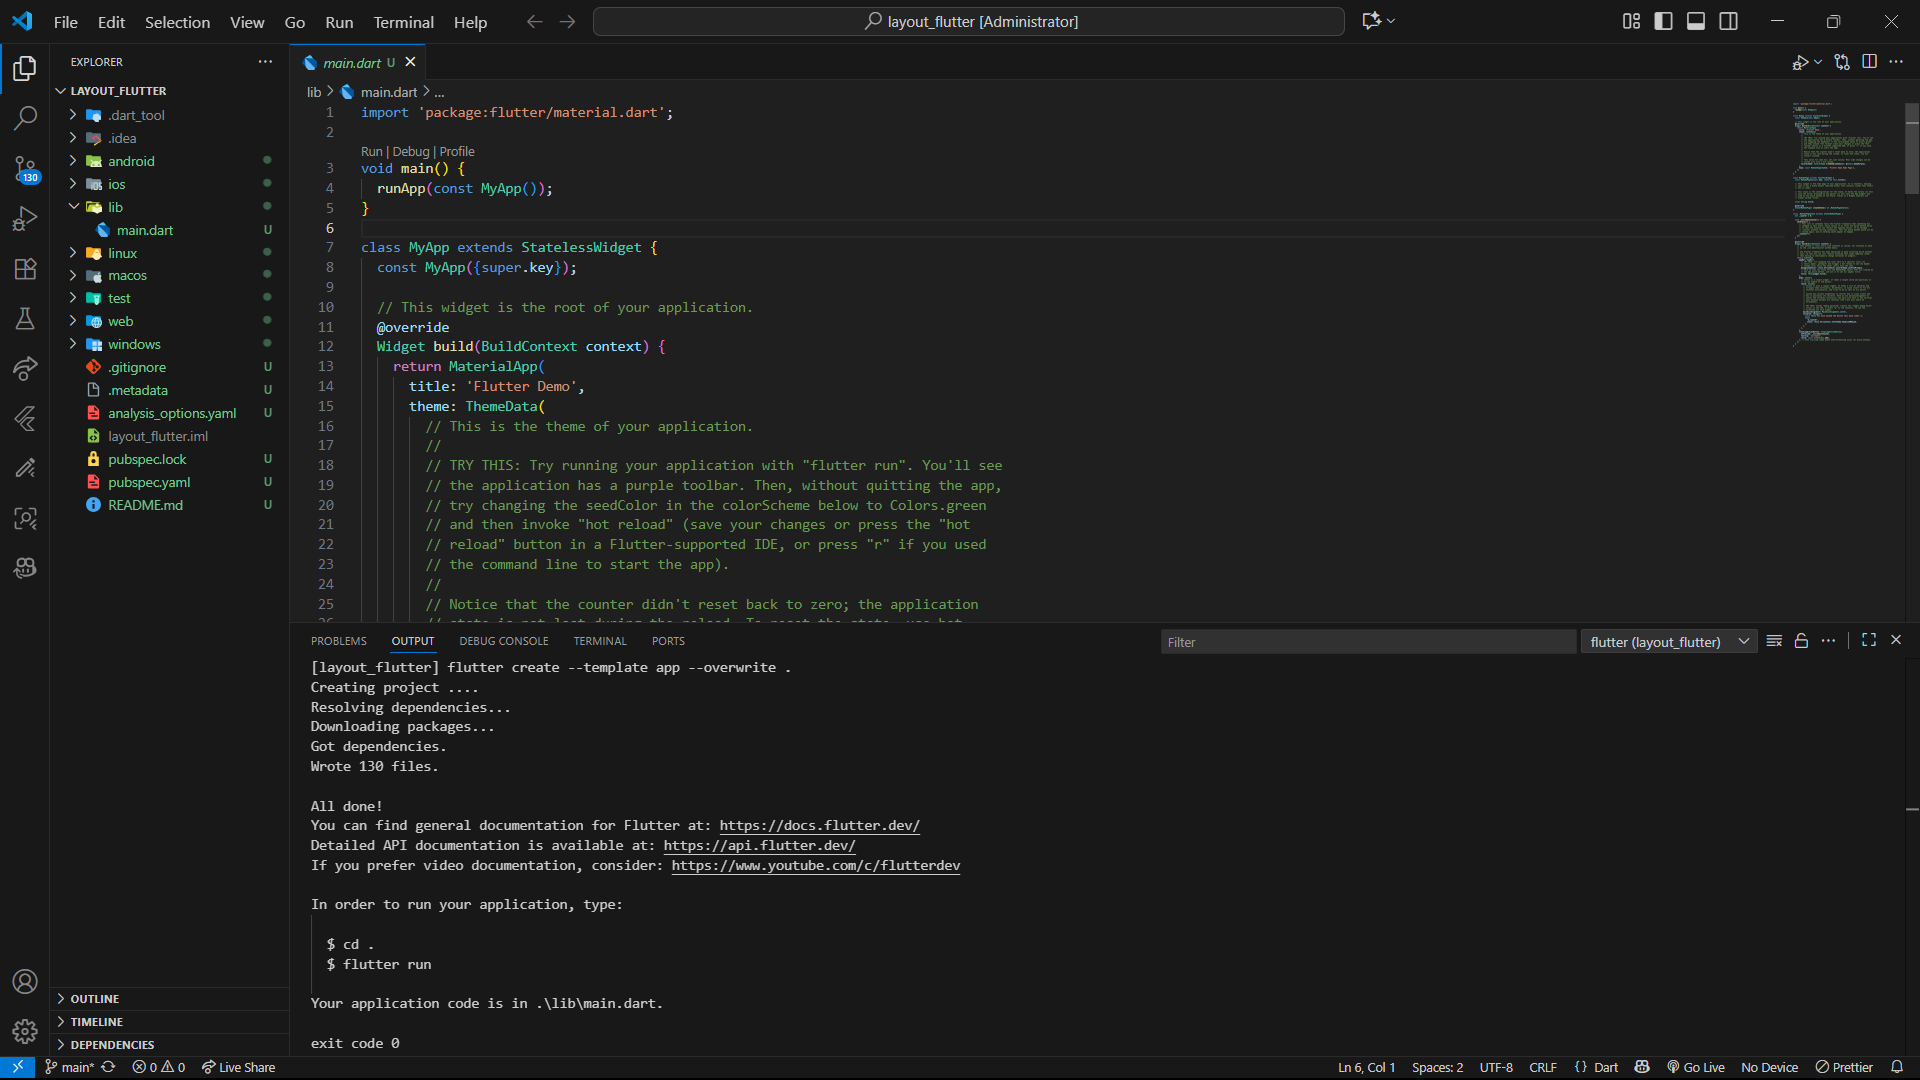 File Edit Selection View Go Run Terminal Help
layout_flutter [Administrator]
EXPLORER
LAYOUT_FLUTTER
.dart_tool
.idea
android
ios
lib
main.dart U
linux
macos
test
web
windows
.gitignore U
.metadata U
analysis_options.yaml U
layout_flutter.iml
pubspec.lock U
pubspec.yaml U
README.md U
130
OUTLINE
TIMELINE
DEPENDENCIES
main.dart U
lib > main.dart > ...
1 import 'package:flutter/material.dart';
2
Run | Debug | Profile
3 void main() {
4 runApp(const MyApp());
5 }
6
7 class MyApp extends StatelessWidget {
8 const MyApp({super.key});
9
10 // This widget is the root of your application.
11 @override
12 Widget build(BuildContext context) {
13 return MaterialApp(
14 title: 'Flutter Demo',
15 theme: ThemeData(
16 // This is the theme of your application.
17 //
18 // TRY THIS: Try running your application with "flutter run". You'll see
19 // the application has a purple toolbar. Then, without quitting the app,
20 // try changing the seedColor in the colorScheme below to Colors.green
21 // and then invoke "hot reload" (save your changes or press the "hot
22 // reload" button in a Flutter-supported IDE, or press "r" if you used
23 // the command line to start the app).
24 //
25 // Notice that the counter didn't reset back to zero; the application
PROBLEMS OUTPUT DEBUG CONSOLE TERMINAL PORTS
Filter
flutter (layout_flutter)
[layout_flutter] flutter create --template app --overwrite .
Creating project ....
Resolving dependencies...
Downloading packages...
Got dependencies.
Wrote 130 files.
All done!
You can find general documentation for Flutter at: https://docs.flutter.dev/
Detailed API documentation is available at: https://api.flutter.dev/
If you prefer video documentation, consider: https://www.youtube.com/c/flutterdev
In order to run your application, type:
$ cd .
$ flutter run
Your application code is in .\lib\main.dart.
exit code 0
main* 0 0 Live Share
Ln 6, Col 1 Spaces: 2 UTF-8 CRLF {} Dart Go Live No Device Prettier